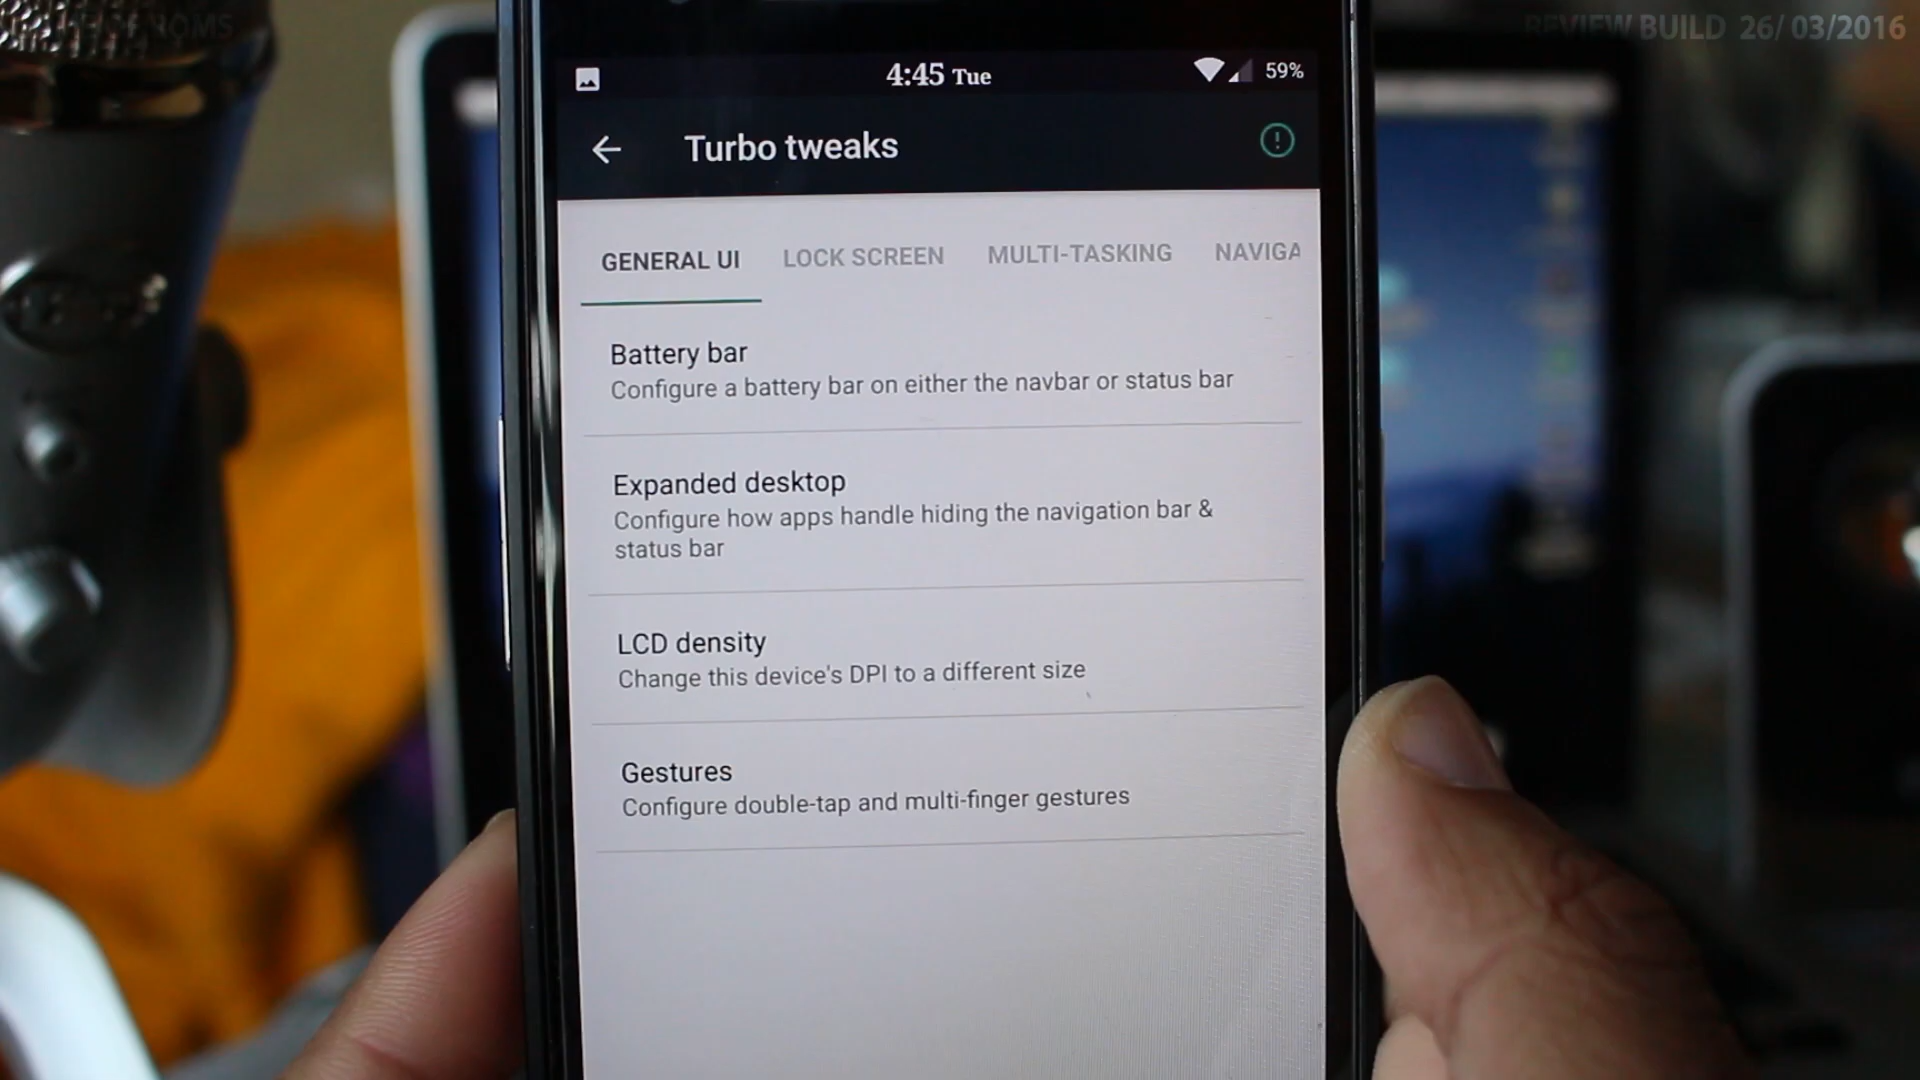 REVIEW BUILD 26/ 03/2016
4:45 Tue
59%
Turbo tweaks
GENERAL UI
LOCK SCREEN
MULTI-TASKING
NAVIGA
Battery bar
Configure a battery bar on either the navbar or status bar
Expanded desktop
Configure how apps handle hiding the navigation bar &
status bar
LCD density
Change this device's DPI to a different size
Gestures
Configure double-tap and multi-finger gestures